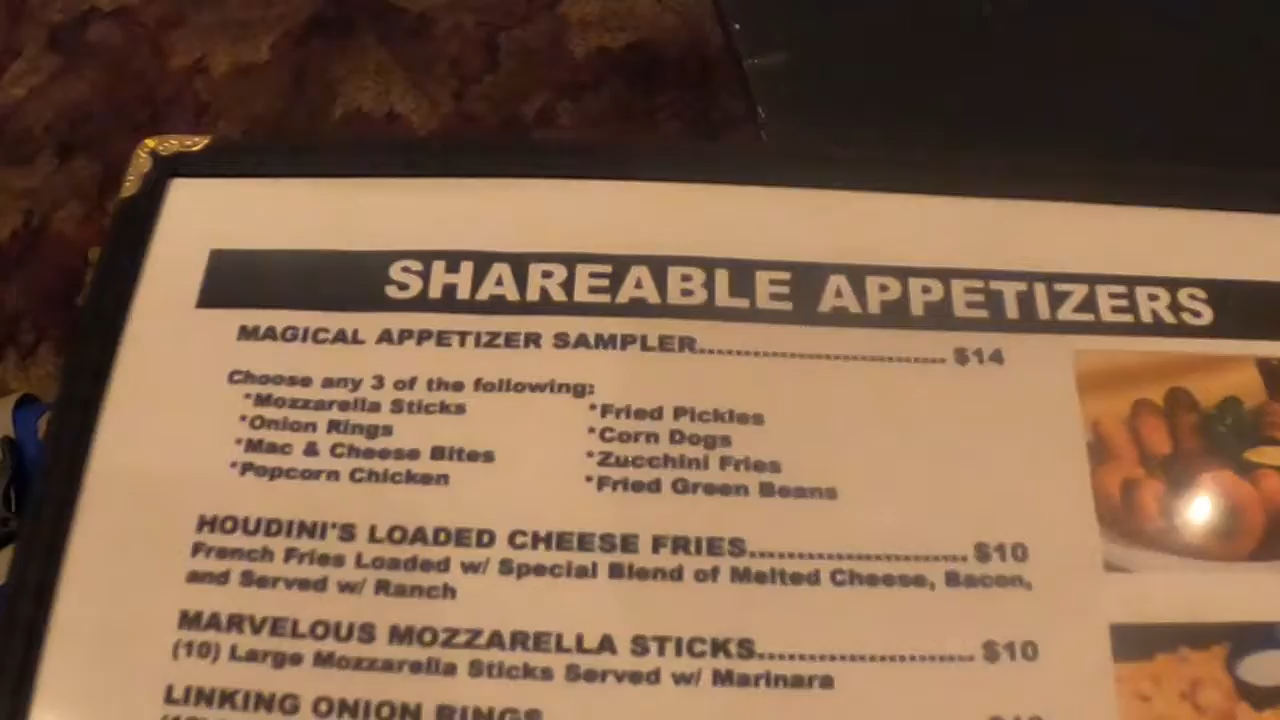 SHAREABLE APPETIZERS
MAGICAL APPETIZER SAMPLER........................ $14
Choose any 3 of the following:
*Mozzarella Sticks
*Onion Rings
*Mac & Cheese Bites
*Popcorn Chicken
*Fried Pickles
*Corn Dogs
*Zucchini Fries
*Fried Green Beans
HOUDINI'S LOADED CHEESE FRIES..................... $10
French Fries Loaded w/ Special Blend of Melted Cheese, Bacon,
and Served w/ Ranch
MARVELOUS MOZZARELLA STICKS..................... $10
(10) Large Mozzarella Sticks Served w/ Marinara
LINKING ONION RINGS